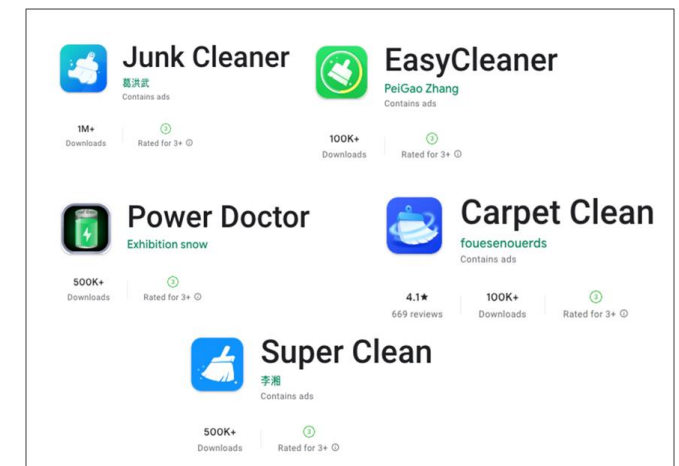 Junk Cleaner
葛洪武
Contains ads
1M+
Downloads
3
Rated for 3+
EasyCleaner
PeiGao Zhang
Contains ads
100K+
Downloads
3
Rated for 3+
Power Doctor
Exhibition snow
500K+
Downloads
3
Rated for 3+
Carpet Clean
fouesenouerds
Contains ads
4.1★
669 reviews
100K+
Downloads
3
Rated for 3+
Super Clean
李湘
Contains ads
500K+
Downloads
3
Rated for 3+